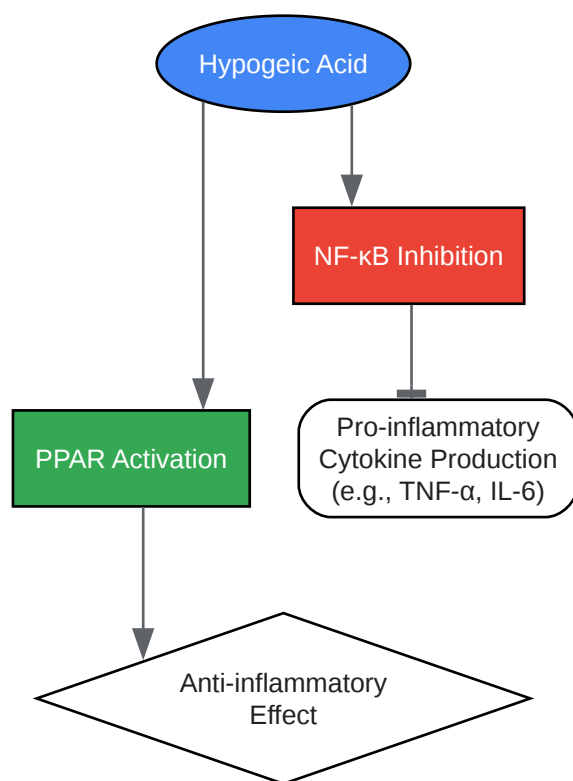 Hypogeic Acid
NF-κB Inhibition
PPAR Activation
Pro-inflammatory
Cytokine Production
(e.g., TNF-α, IL-6)
Anti-inflammatory
Effect